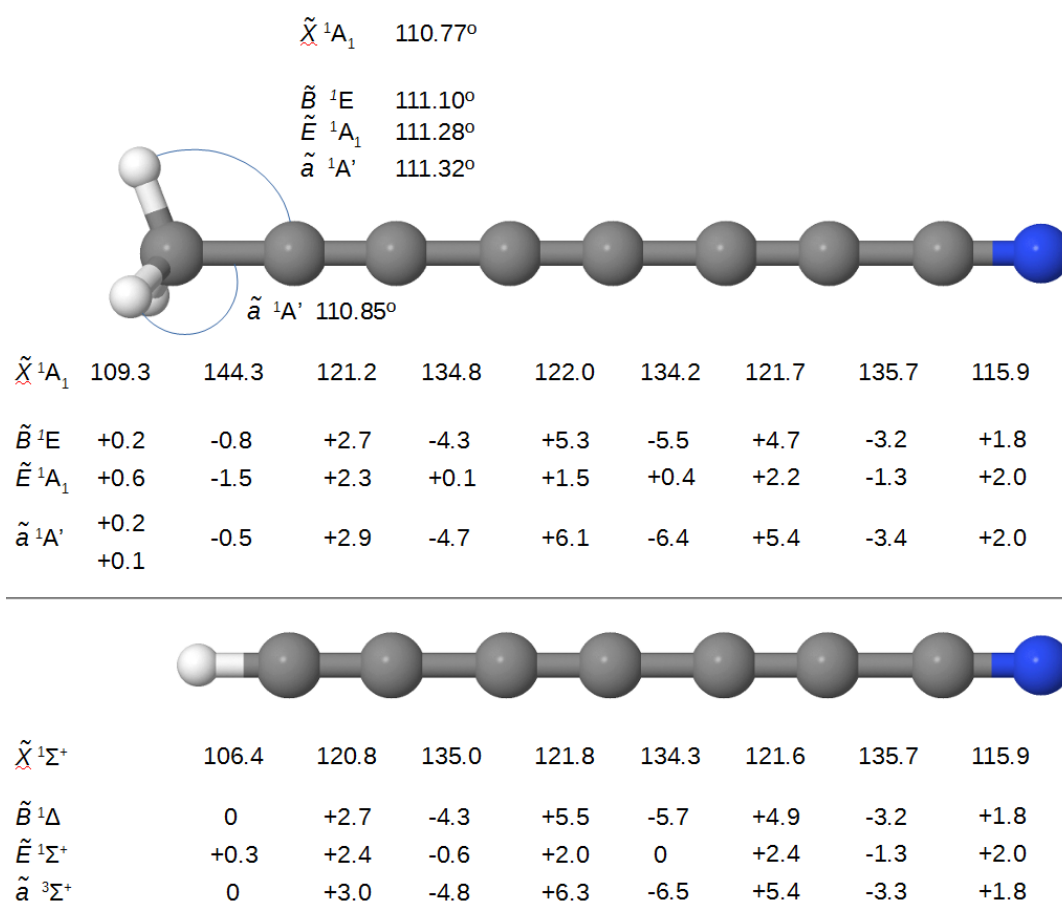 X̃ ¹A₁ 110.77º
B̃ ¹E 111.10º
Ẽ ¹A₁ 111.28º
ã ¹A’ 111.32º
ã ¹A’ 110.85º
X̃ ¹A₁ 109.3 144.3 121.2 134.8 122.0 134.2 121.7 135.7 115.9
B̃ ¹E +0.2 -0.8 +2.7 -4.3 +5.3 -5.5 +4.7 -3.2 +1.8
Ẽ ¹A₁ +0.6 -1.5 +2.3 +0.1 +1.5 +0.4 +2.2 -1.3 +2.0
ã ¹A’ +0.2 -0.5 +2.9 -4.7 +6.1 -6.4 +5.4 -3.4 +2.0
+0.1
X̃ ¹Σ⁺ 106.4 120.8 135.0 121.8 134.3 121.6 135.7 115.9
B̃ ¹Δ 0 +2.7 -4.3 +5.5 -5.7 +4.9 -3.2 +1.8
Ẽ ¹Σ⁺ +0.3 +2.4 -0.6 +2.0 0 +2.4 -1.3 +2.0
ã ³Σ⁺ 0 +3.0 -4.8 +6.3 -6.5 +5.4 -3.3 +1.8